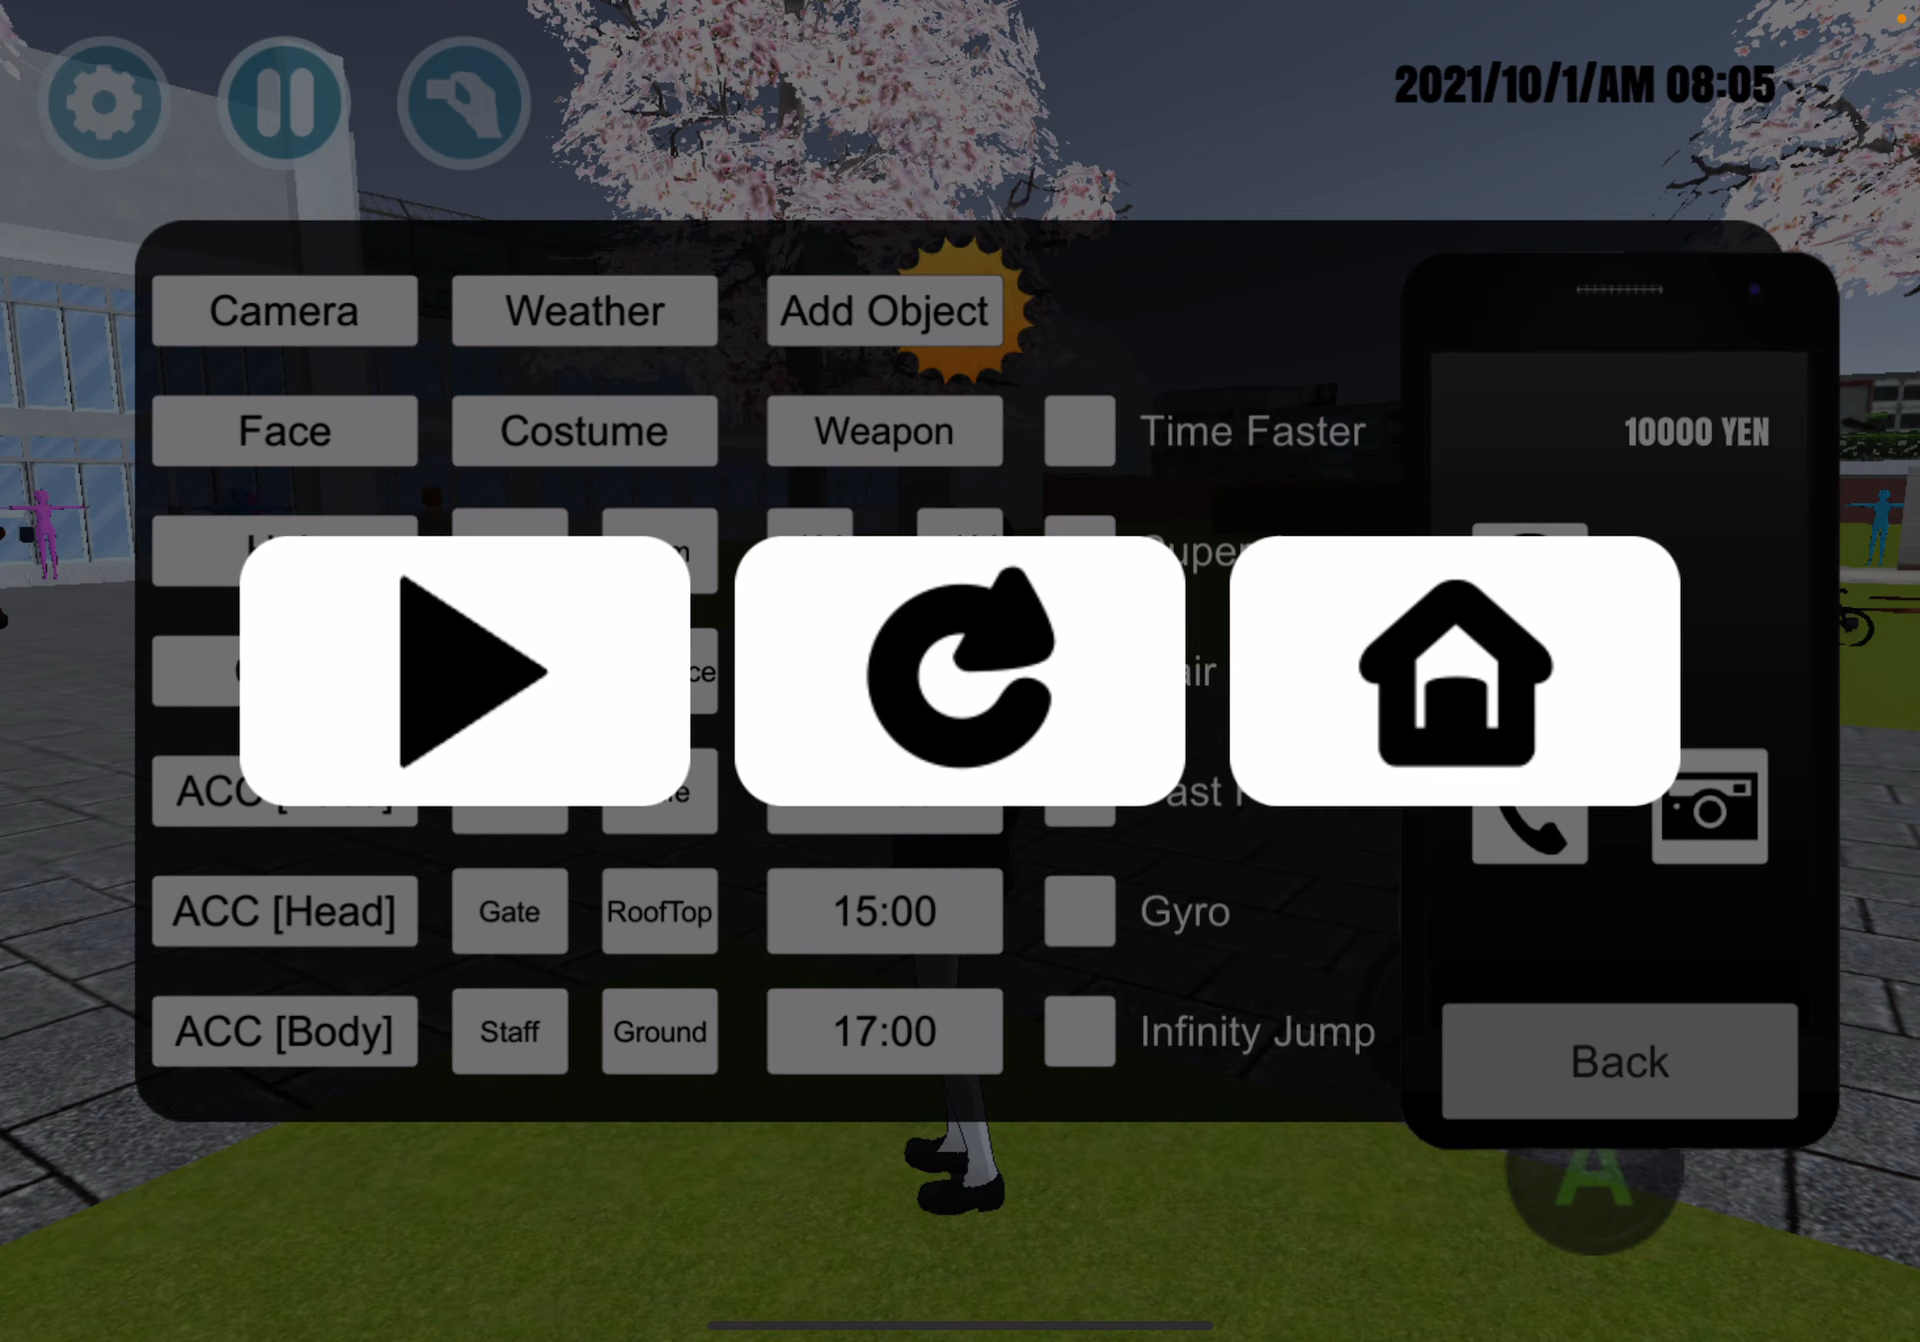 2021/10/1/AM 08:05
Camera Weather Add Object
Face Costume Weapon Time Faster
10000 YEN
ACC [Head] Gate RoofTop 15:00 Gyro
ACC [Body] Staff Ground 17:00 Infinity Jump
Back
A